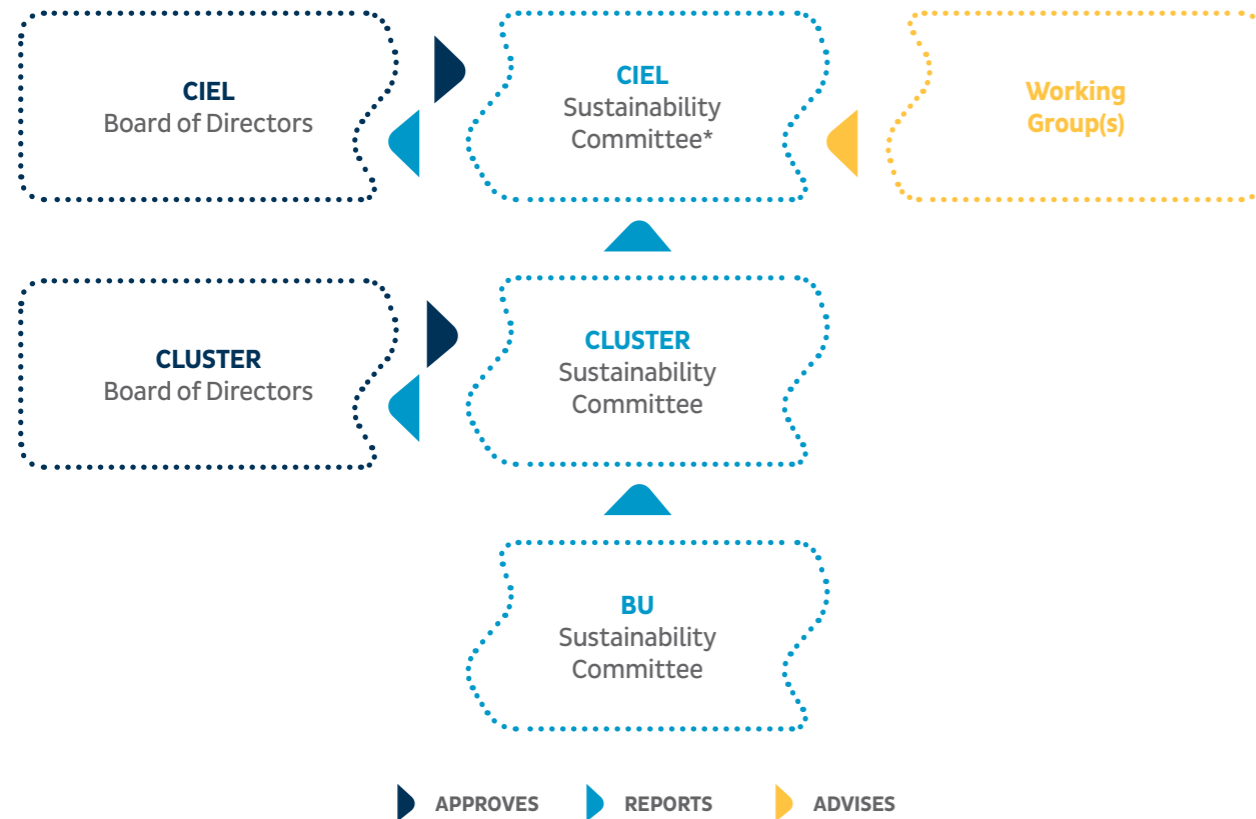 CIEL
Board of Directors
CIEL
Sustainability
Committee*
Working
Group(s)
CLUSTER
Board of Directors
CLUSTER
Sustainability
Committee
BU
Sustainability
Committee
APPROVES
REPORTS
ADVISES